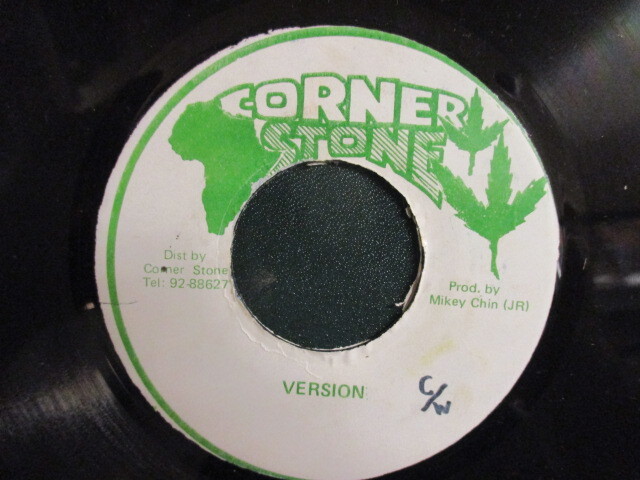 CORNER
STONE
Dist by
Corner Stone
Tel: 92-88627
Prod. by
Mikey Chin (JR)
VERSION
C/W